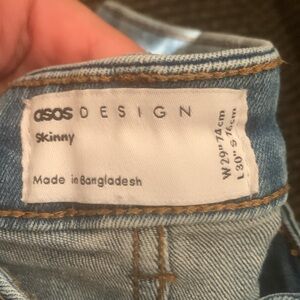 asos DESIGN
Skinny
Made in Bangladesh
W29" 74cm
L30" S 76cm